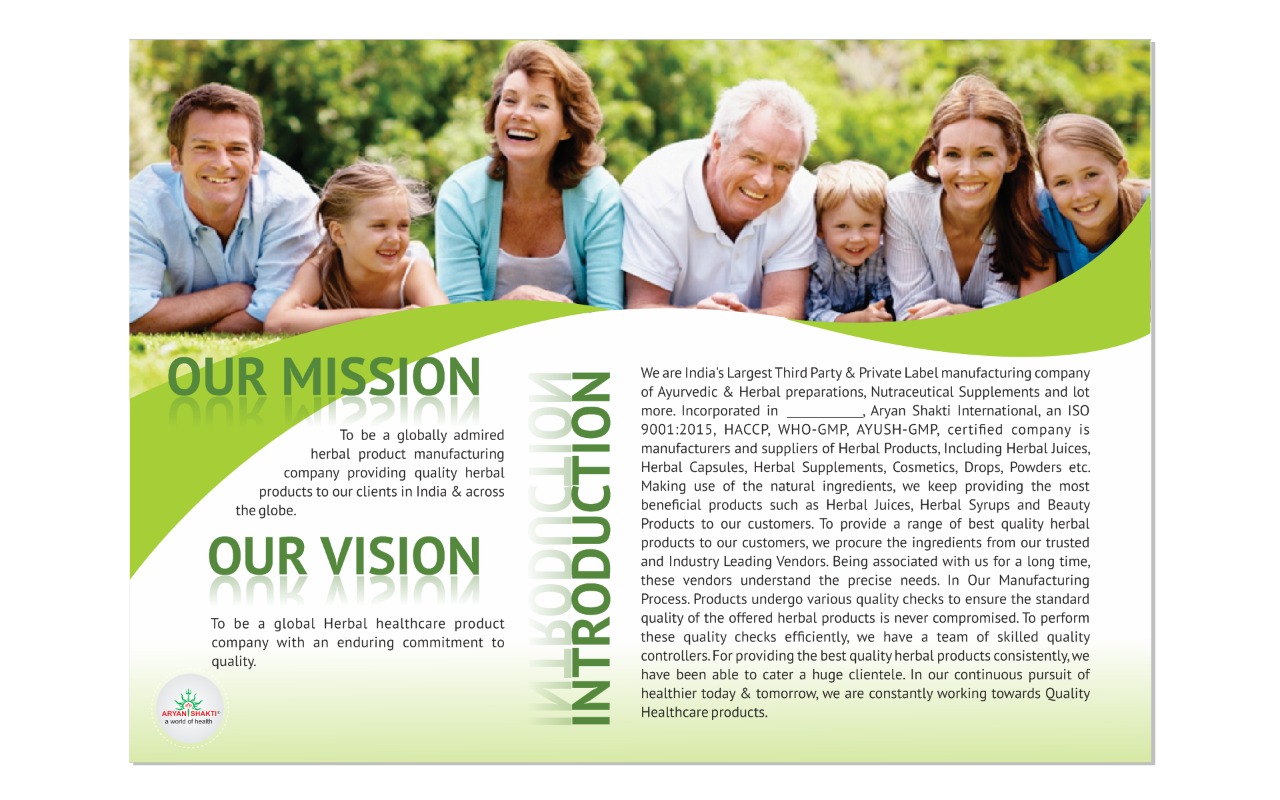 OUR MISSION
To be a globally admired
herbal product manufacturing
company providing quality herbal
products to our clients in India & across
the globe.
OUR VISION
To be a global Herbal healthcare product
company with an enduring commitment to
quality.
ARYAN SHAKTI®
a world of health
INTRODUCTION
We are India's Largest Third Party & Private Label manufacturing company
of Ayurvedic & Herbal preparations, Nutraceutical Supplements and lot
more. Incorporated in ___________, Aryan Shakti International, an ISO
9001:2015, HACCP, WHO-GMP, AYUSH-GMP, certified company is
manufacturers and suppliers of Herbal Products, Including Herbal Juices,
Herbal Capsules, Herbal Supplements, Cosmetics, Drops, Powders etc.
Making use of the natural ingredients, we keep providing the most
beneficial products such as Herbal Juices, Herbal Syrups and Beauty
Products to our customers. To provide a range of best quality herbal
products to our customers, we procure the ingredients from our trusted
and Industry Leading Vendors. Being associated with us for a long time,
these vendors understand the precise needs. In Our Manufacturing
Process. Products undergo various quality checks to ensure the standard
quality of the offered herbal products is never compromised. To perform
these quality checks efficiently, we have a team of skilled quality
controllers. For providing the best quality herbal products consistently, we
have been able to cater a huge clientele. In our continuous pursuit of
healthier today & tomorrow, we are constantly working towards Quality
Healthcare products.